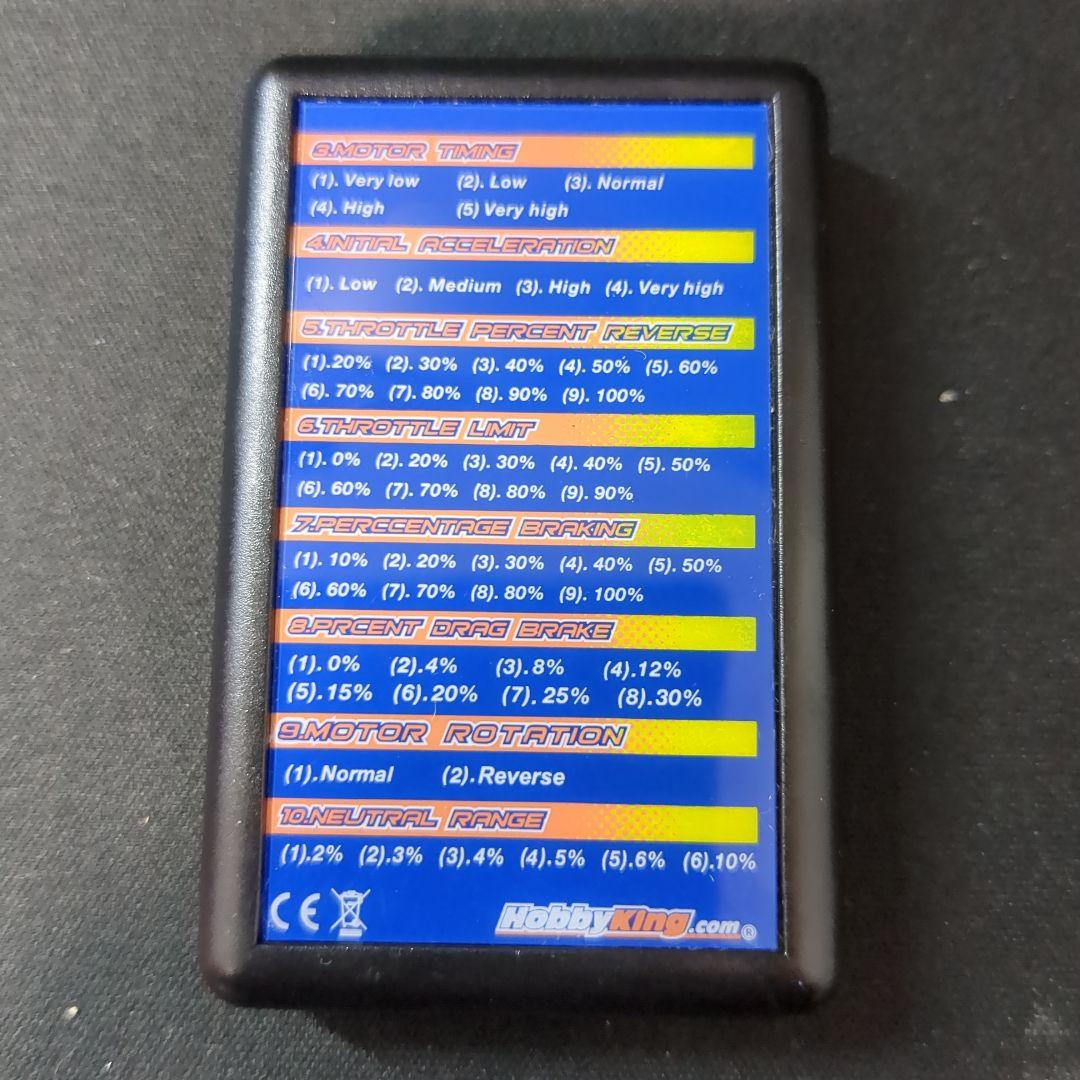 3.MOTOR TIMING
(1). Very low (2). Low (3). Normal
(4). High (5) Very high
4.INITIAL ACCELERATION
(1). Low (2). Medium (3). High (4). Very high
5.THROTTLE PERCENT REVERSE
(1).20% (2). 30% (3). 40% (4). 50% (5). 60%
(6). 70% (7). 80% (8). 90% (9). 100%
6.THROTTLE LIMIT
(1). 0% (2). 20% (3). 30% (4). 40% (5). 50%
(6). 60% (7). 70% (8). 80% (9). 90%
7.PERCCENTAGE BRAKING
(1). 10% (2). 20% (3). 30% (4). 40% (5). 50%
(6). 60% (7). 70% (8). 80% (9). 100%
8.PRCENT DRAG BRAKE
(1). 0% (2).4% (3).8% (4).12%
(5).15% (6).20% (7). 25% (8).30%
9.MOTOR ROTATION
(1).Normal (2).Reverse
10.NEUTRAL RANGE
(1).2% (2).3% (3).4% (4).5% (5).6% (6).10%
CE HobbyKing.com®